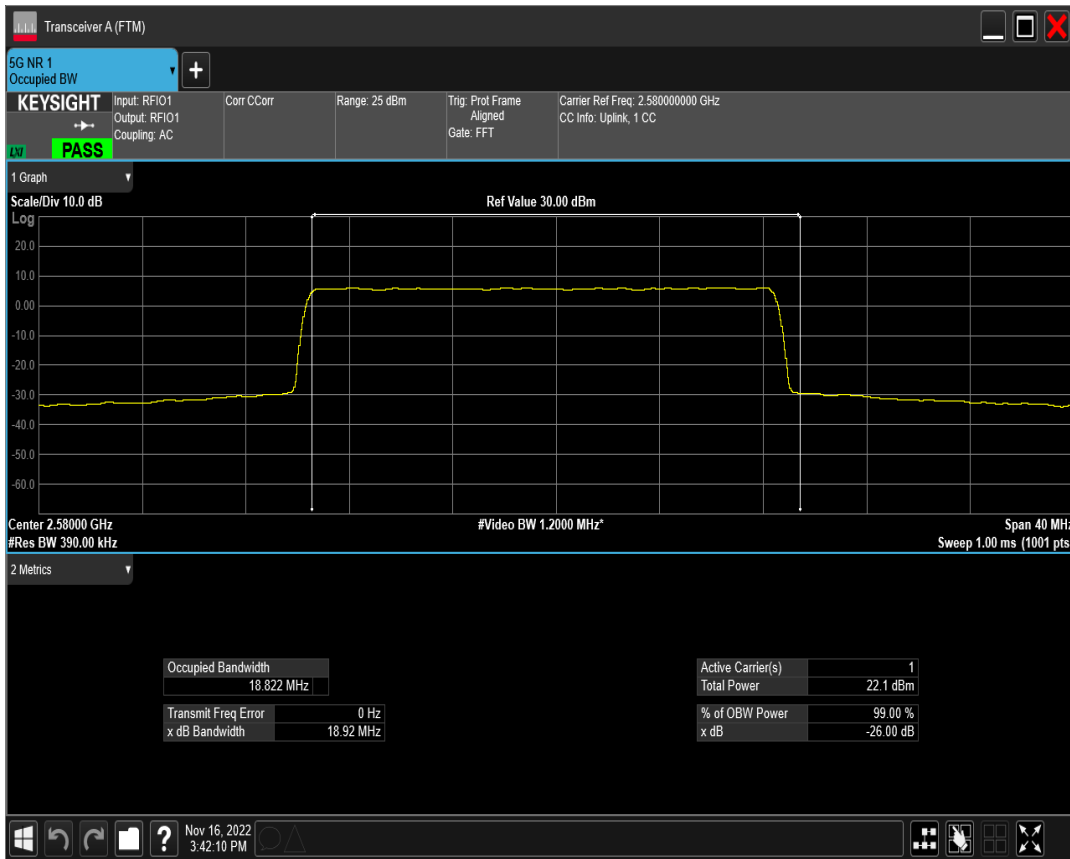 Transceiver A (FTM)
5G NR 1
Occupied BW
+
KEYSIGHT
LXI
PASS
Input: RFIO1
Output: RFIO1
Coupling: AC
Corr CCorr
Range: 25 dBm
Trig: Prot Frame
Aligned
Gate: FFT
Carrier Ref Freq: 2.580000000 GHz
CC Info: Uplink, 1 CC
1 Graph
Scale/Div 10.0 dB
Ref Value 30.00 dBm
Log
20.0
10.0
0.00
-10.0
-20.0
-30.0
-40.0
-50.0
-60.0
Center 2.58000 GHz
#Video BW 1.2000 MHz*
Span 40 MHz
#Res BW 390.00 kHz
Sweep 1.00 ms (1001 pts
2 Metrics
Occupied Bandwidth
18.822 MHz
Transmit Freq Error 0 Hz
x dB Bandwidth 18.92 MHz
Active Carrier(s) 1
Total Power 22.1 dBm
% of OBW Power 99.00 %
x dB -26.00 dB
?
Nov 16, 2022
3:42:10 PM